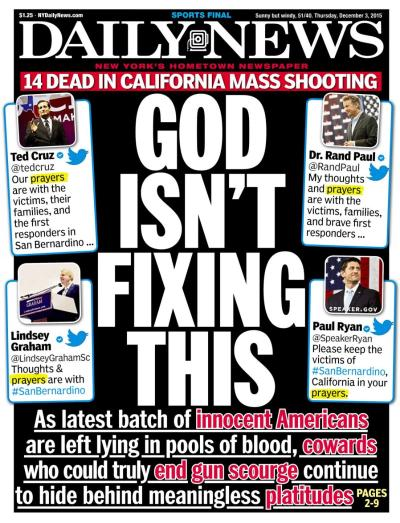 $1.25 - NYDailyNews.com
SPORTS FINAL
Sunny but windy, 51/40. Thursday, December 3, 2015
DAILY NEWS
NEW YORK'S HOMETOWN NEWSPAPER
14 DEAD IN CALIFORNIA MASS SHOOTING
GOD
ISN'T
FIXING
THIS
Ted Cruz
@tedcruz
Our prayers
are with the
victims, their
families, and
the first
responders in
San Bernardino ...
Dr. Rand Paul
@RandPaul
My thoughts
and prayers
are with the
victims, families,
and brave first
responders ...
Lindsey
Graham
@LindseyGrahamSc
Thoughts &
prayers are with
#SanBernardino
SPEAKER.GOV
Paul Ryan
@SpeakerRyan
Please keep the
victims of
#SanBernardino,
California in your
prayers.
As latest batch of innocent Americans
are left lying in pools of blood, cowards
who could truly end gun scourge continue
to hide behind meaningless platitudes PAGES
2-9